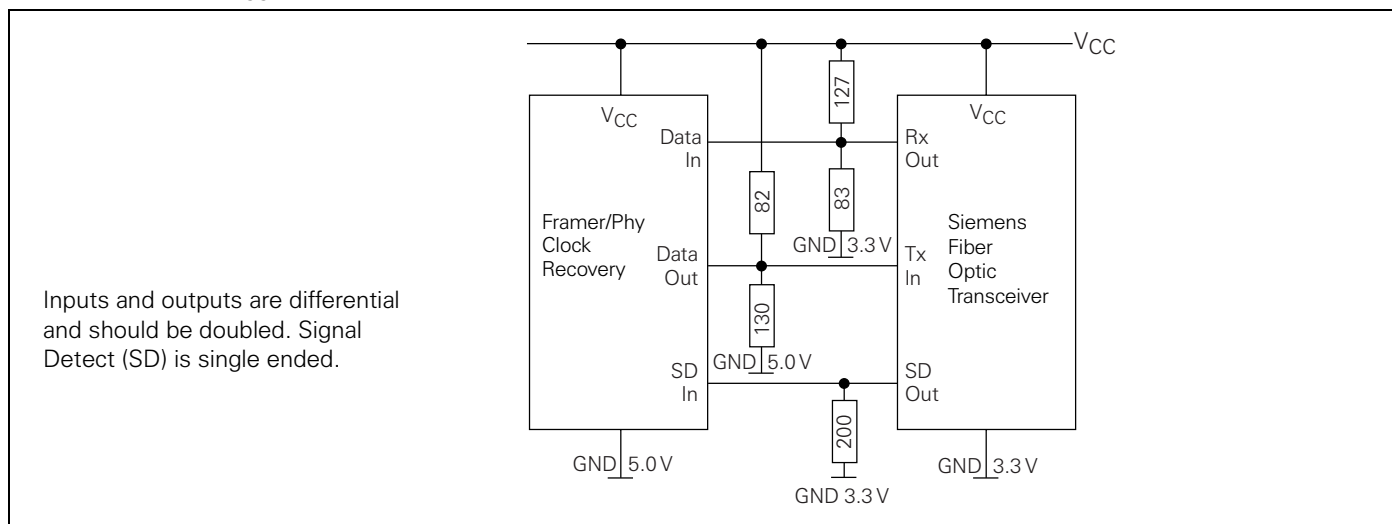 V_CC
127
V_CC
V_CC
Data
In
Rx
Out
82
83
Framer/Phy
Clock
Recovery
GND 3.3 V
Siemens
Fiber
Optic
Transceiver
Data
Out
Tx
In
Inputs and outputs are differential
and should be doubled. Signal
Detect (SD) is single ended.
130
GND 5.0 V
SD
In
SD
Out
200
GND 5.0 V
GND 3.3 V
GND 3.3 V